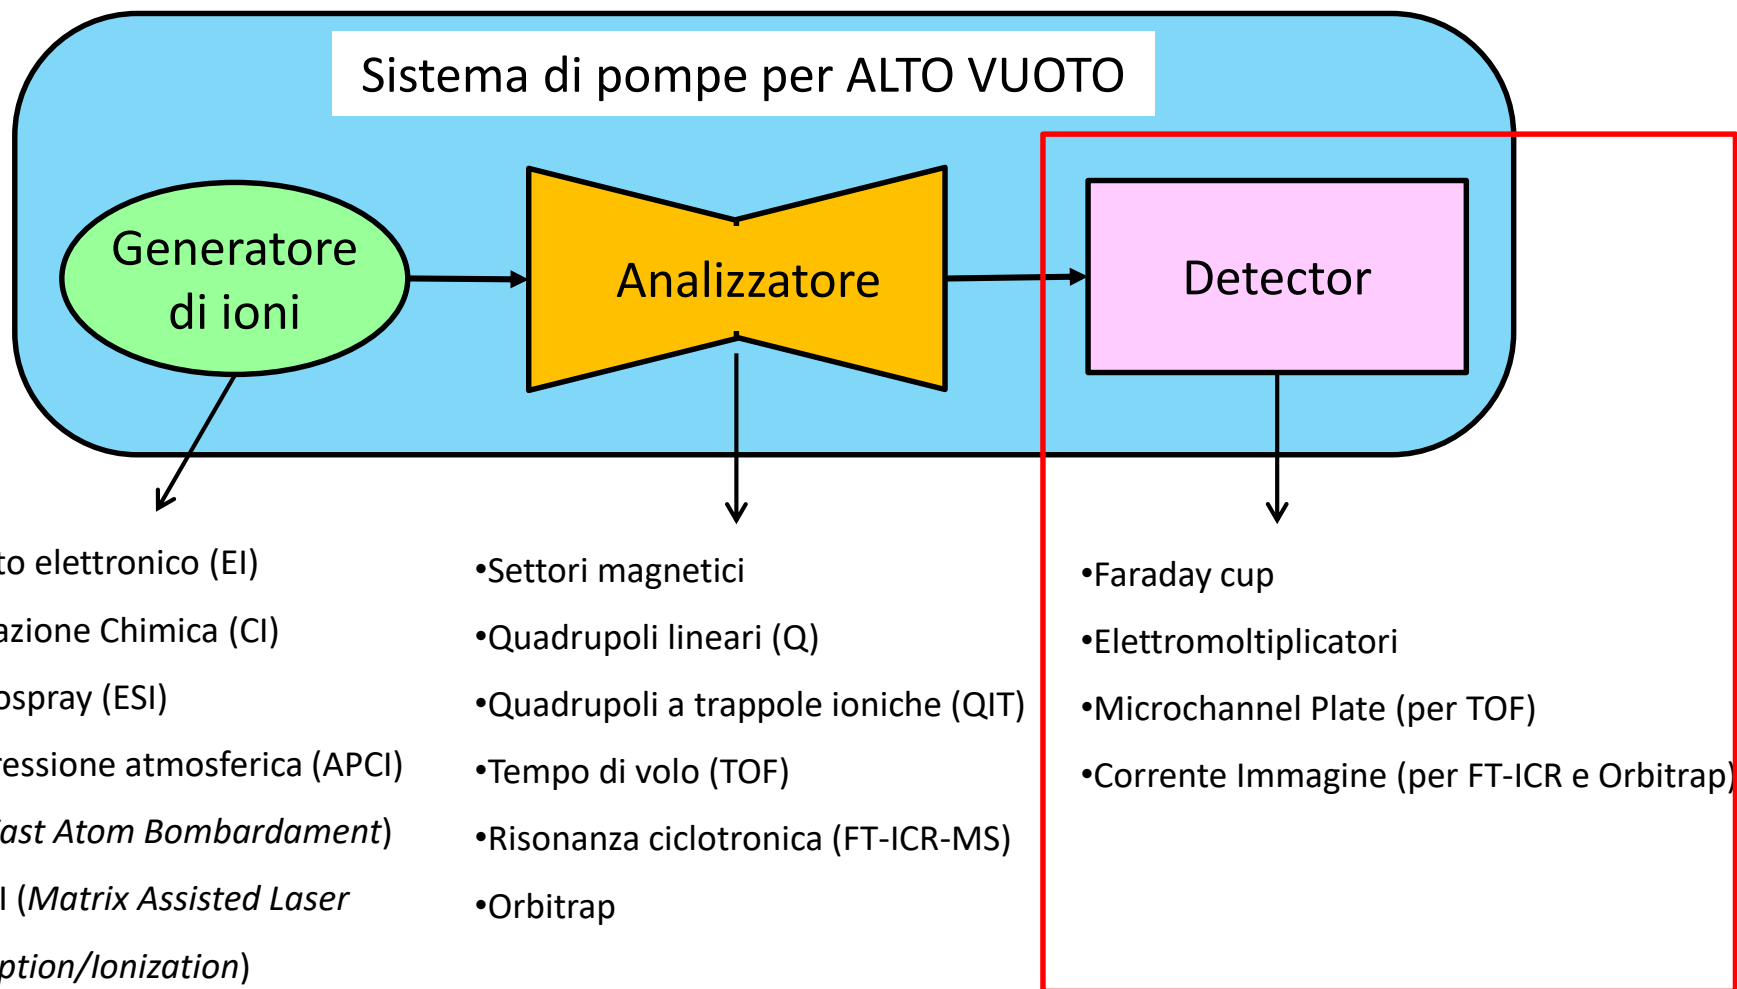 Sistema di pompe per ALTO VUOTO
Generatore
di ioni
Analizzatore
Detector
to elettronico (EI)
azione Chimica (CI)
ospray (ESI)
ressione atmosferica (APCI)
ast Atom Bombardament)
I (Matrix Assisted Laser
ption/Ionization)
•Settori magnetici
•Quadrupoli lineari (Q)
•Quadrupoli a trappole ioniche (QIT)
•Tempo di volo (TOF)
•Risonanza ciclotronica (FT-ICR-MS)
•Orbitrap
•Faraday cup
•Elettromoltiplicatori
•Microchannel Plate (per TOF)
•Corrente Immagine (per FT-ICR e Orbitrap)